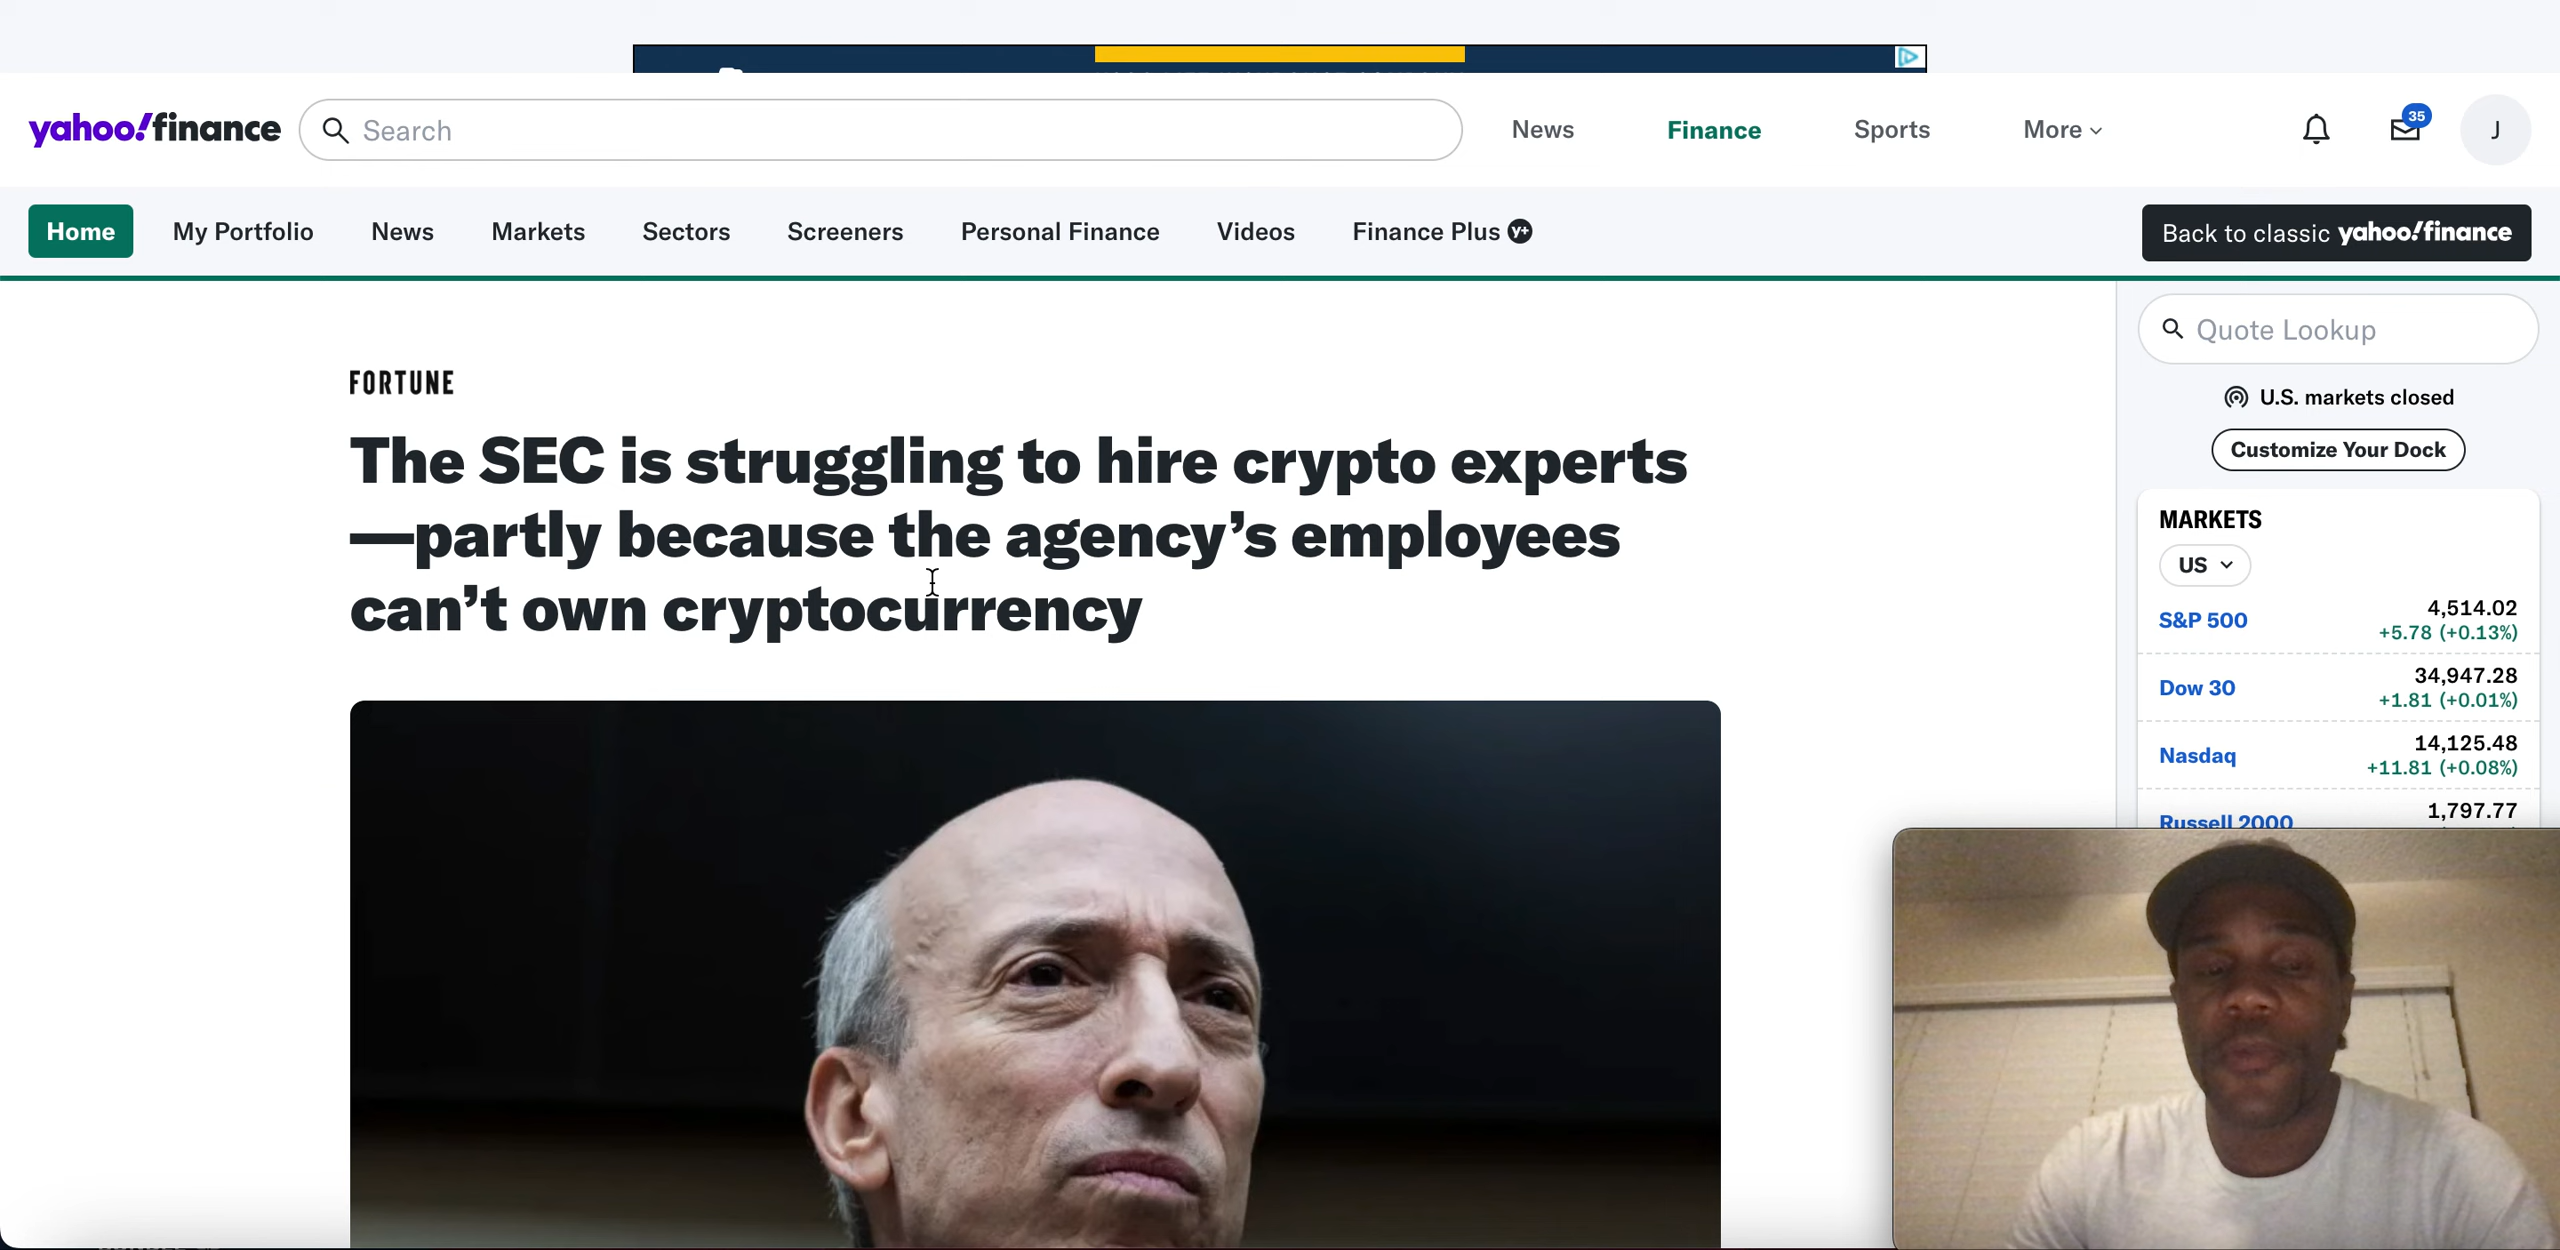 yahoo!finance
Search
News
Finance
Sports
More
35
J
Home
My Portfolio
News
Markets
Sectors
Screeners
Personal Finance
Videos
Finance Plus y+
Back to classic yahoo!finance
FORTUNE
The SEC is struggling to hire crypto experts
—partly because the agency’s employees
can’t own cryptocurrency
Quote Lookup
U.S. markets closed
Customize Your Dock
MARKETS
US
S&P 500
4,514.02
+5.78 (+0.13%)
Dow 30
34,947.28
+1.81 (+0.01%)
Nasdaq
14,125.48
+11.81 (+0.08%)
Russell 2000
1,797.77